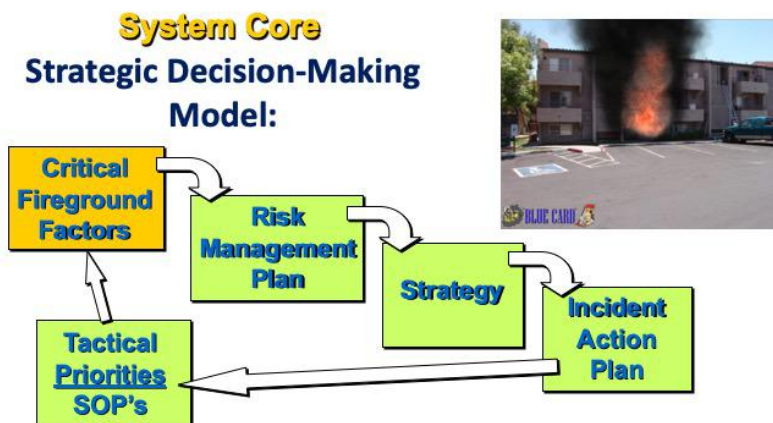 System Core
Strategic Decision-Making
Model:
Critical
Fireground
Factors
Risk
Management
Plan
Strategy
Incident
Action
Plan
Tactical
Priorities
SOP's
BLUE CARD